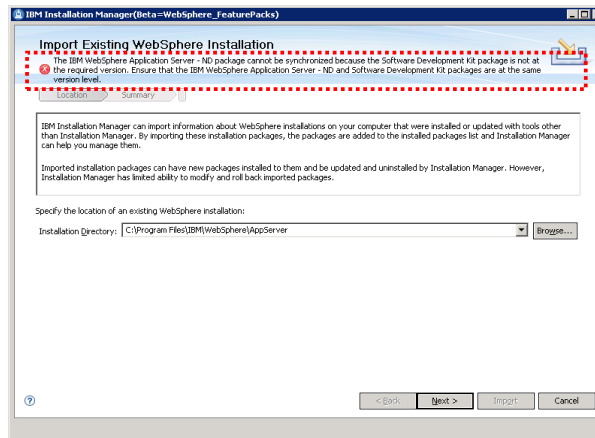 IBM Installation Manager(Beta=WebSphere_FeaturePacks)
Import Existing WebSphere Installation
The IBM WebSphere Application Server - ND package cannot be synchronized because the Software Development Kit package is not at
the required version. Ensure that the IBM WebSphere Application Server - ND and Software Development Kit packages are at the same
version level.
Location Summary
IBM Installation Manager can import information about WebSphere installations on your computer that were installed or updated with tools other
than Installation Manager. By importing these installation packages, the packages are added to the installed packages list and Installation Manager
can help you manage them.
Imported installation packages can have new packages installed to them and be updated and uninstalled by Installation Manager. However,
Installation Manager has limited ability to modify and roll back imported packages.
Specify the location of an existing WebSphere installation:
Installation Directory: C:\Program Files\IBM\WebSphere\AppServer Browse...
? < Back Next > Import Cancel